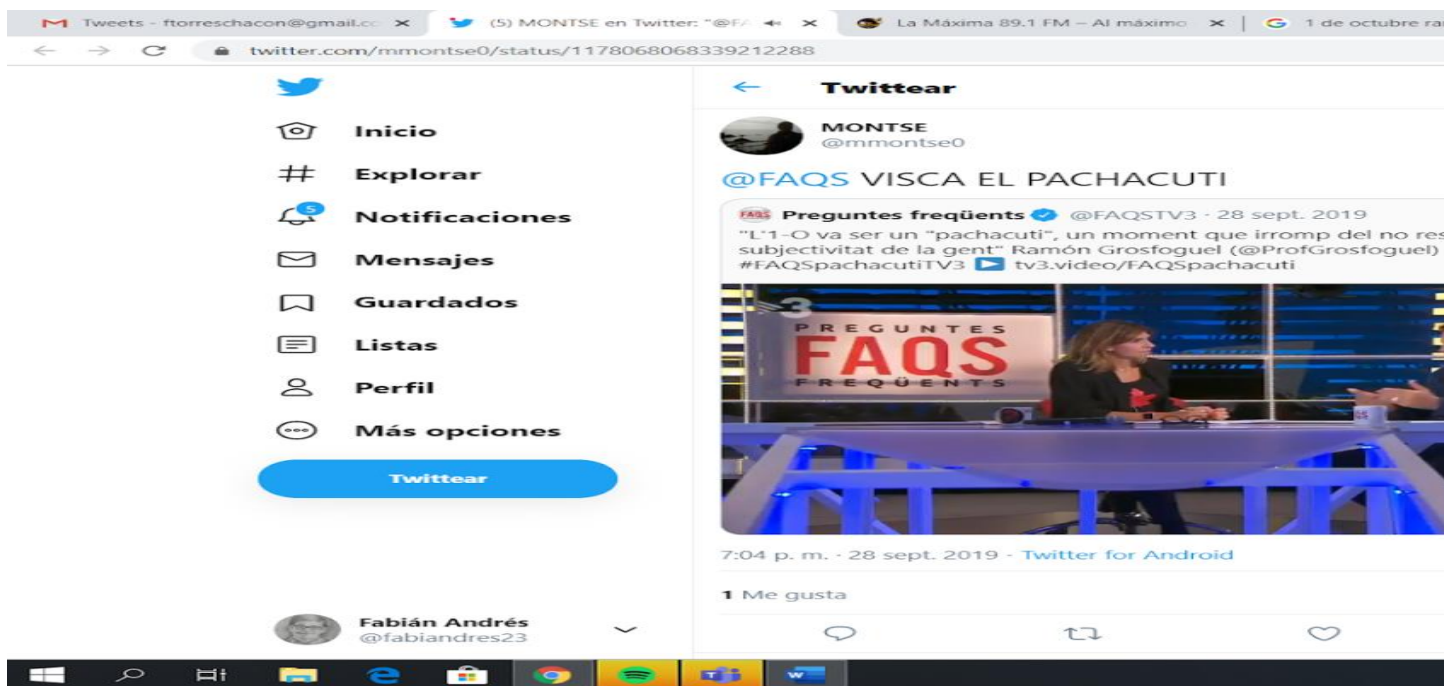 Tweets - ftorreschacon@gmail.co
(5) MONTSE en Twitter: "@FA
La Máxima 89.1 FM – Al máximo
1 de octubre ra
twitter.com/mmontse0/status/1178068068339212288
Inicio
Explorar
5
Notificaciones
Mensajes
Guardados
Listas
Perfil
Más opciones
Twittear
Fabián Andrés
@fabiandres23
Twittear
MONTSE
@mmontse0
@FAQS VISCA EL PACHACUTI
FAQS Preguntes freqüents @FAQSTV3 · 28 sept. 2019
"L'1-O va ser un "pachacuti", un moment que irromp del no res
subjectivitat de la gent" Ramón Grosfoguel (@ProfGrosfoguel)
#FAQSpachacutiTV3 tv3.video/FAQSpachacuti
3
PREGUNTES
FAQS
FREQÜENTS
7:04 p. m. · 28 sept. 2019 · Twitter for Android
1 Me gusta